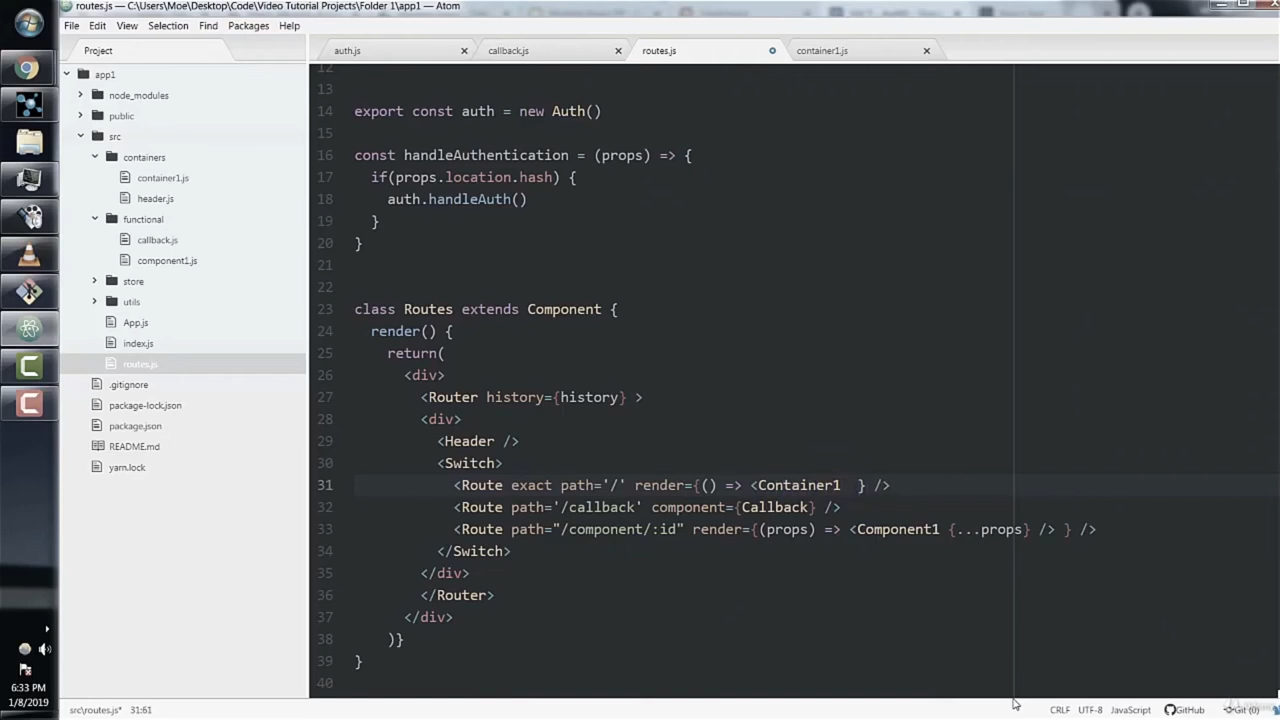 routes.js — C:\Users\Moe\Desktop\Code\Video Tutorial Projects\Folder 1\app1 — Atom
File Edit View Selection Find Packages Help
Project
auth.js
callback.js
routes.js
container1.js
app1
node_modules
public
src
containers
container1.js
header.js
functional
callback.js
component1.js
store
utils
App.js
index.js
routes.js
.gitignore
package-lock.json
package.json
README.md
yarn.lock
12
13
14 export const auth = new Auth()
15
16 const handleAuthentication = (props) => {
17 if(props.location.hash) {
18 auth.handleAuth()
19 }
20 }
21
22
23 class Routes extends Component {
24 render() {
25 return(
26 <div>
27 <Router history={history} >
28 <div>
29 <Header />
30 <Switch>
31 <Route exact path='/' render={() => <Container1  } />
32 <Route path='/callback' component={Callback} />
33 <Route path="/component/:id" render={(props) => <Component1 {...props} /> } />
34 </Switch>
35 </div>
36 </Router>
37 </div>
38 )}
39 }
40
6:33 PM
1/8/2019
src\routes.js* 31:61
CRLF UTF-8 JavaScript GitHub Git (0)